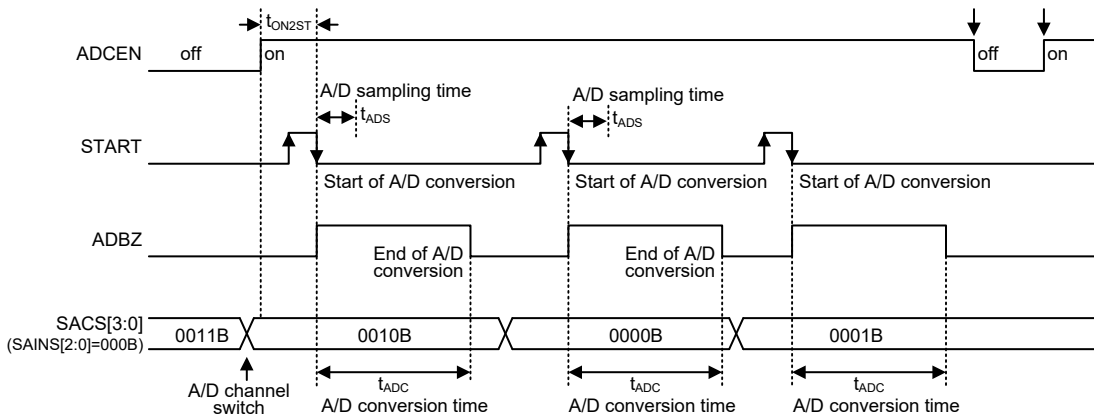 tON2ST
ADCEN
off
on
off
on
A/D sampling time
tADS
A/D sampling time
tADS
START
Start of A/D conversion
Start of A/D conversion
Start of A/D conversion
ADBZ
End of A/D
conversion
End of A/D
conversion
SACS[3:0]
(SAINS[2:0]=000B)
0011B
0010B
0000B
0001B
A/D channel
switch
tADC
A/D conversion time
tADC
A/D conversion time
tADC
A/D conversion time